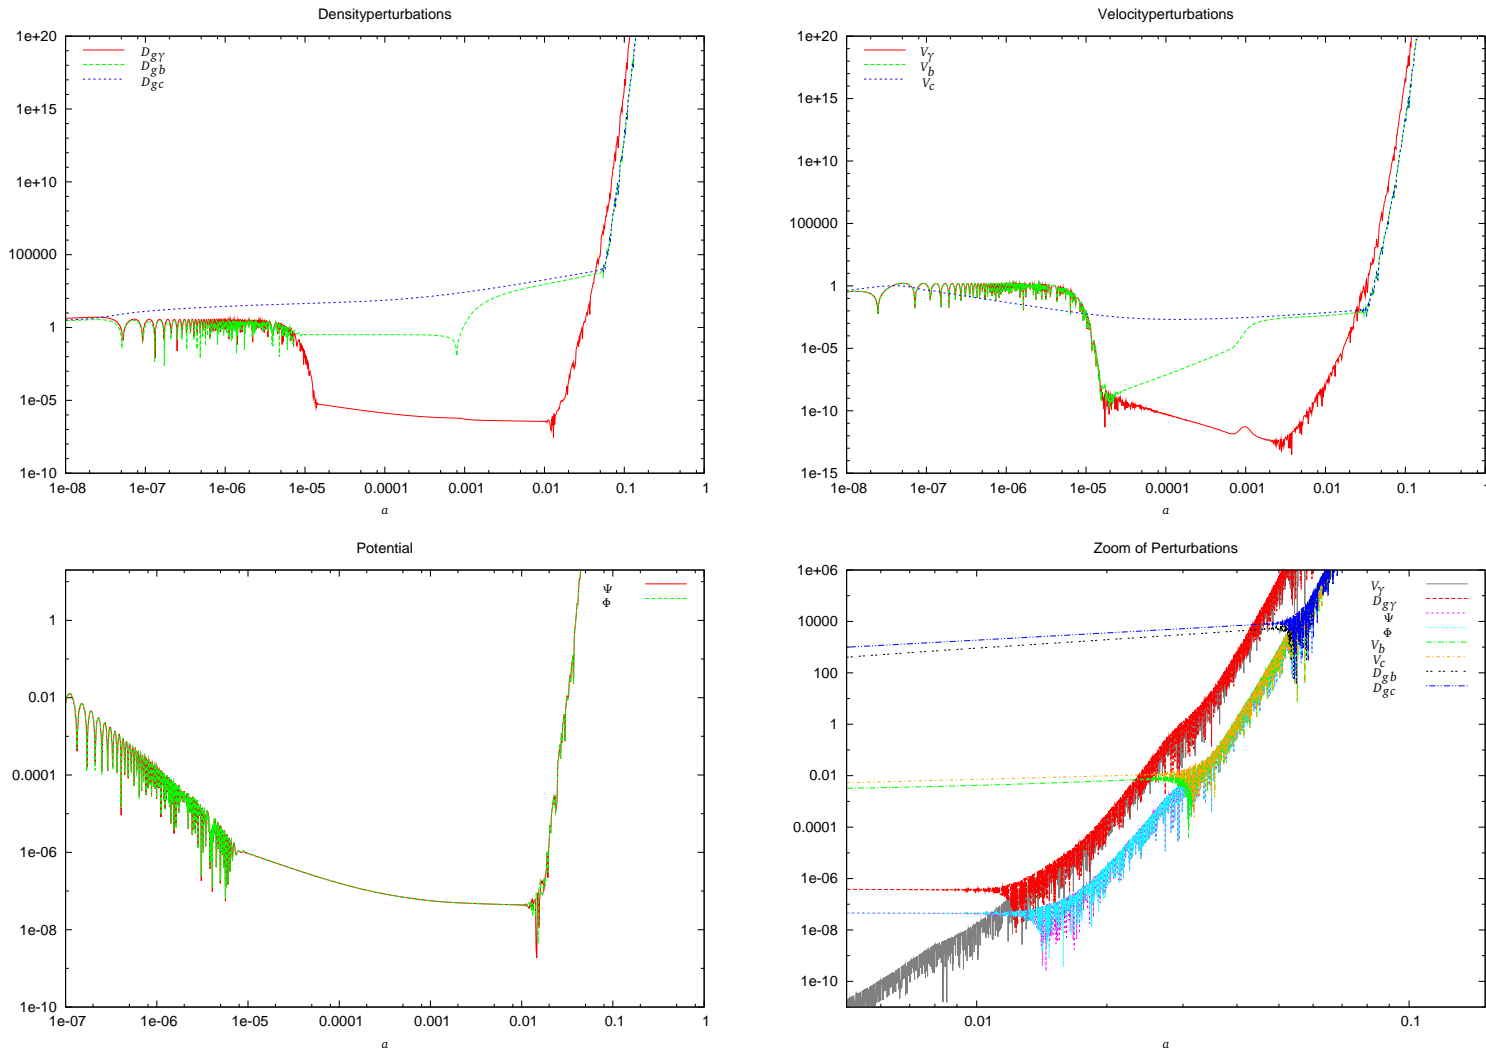 Densityperturbations
D_gγ
D_gb
D_gc
1e+20
1e+15
1e+10
100000
1
1e-05
1e-10
1e-08 1e-07 1e-06 1e-05 0.0001 0.001 0.01 0.1 1
a
Velocityperturbations
V_γ
V_b
V_c
1e+20
1e+15
1e+10
100000
1
1e-05
1e-10
1e-15
1e-08 1e-07 1e-06 1e-05 0.0001 0.001 0.01 0.1 1
a
Potential
Ψ
Φ
1
0.01
0.0001
1e-06
1e-08
1e-10
1e-07 1e-06 1e-05 0.0001 0.001 0.01 0.1 1
a
Zoom of Perturbations
V_γ
D_gγ
Ψ
Φ
V_b
V_c
D_gb
D_gc
1e+06
10000
100
1
0.01
0.0001
1e-06
1e-08
1e-10
0.01 0.1
a